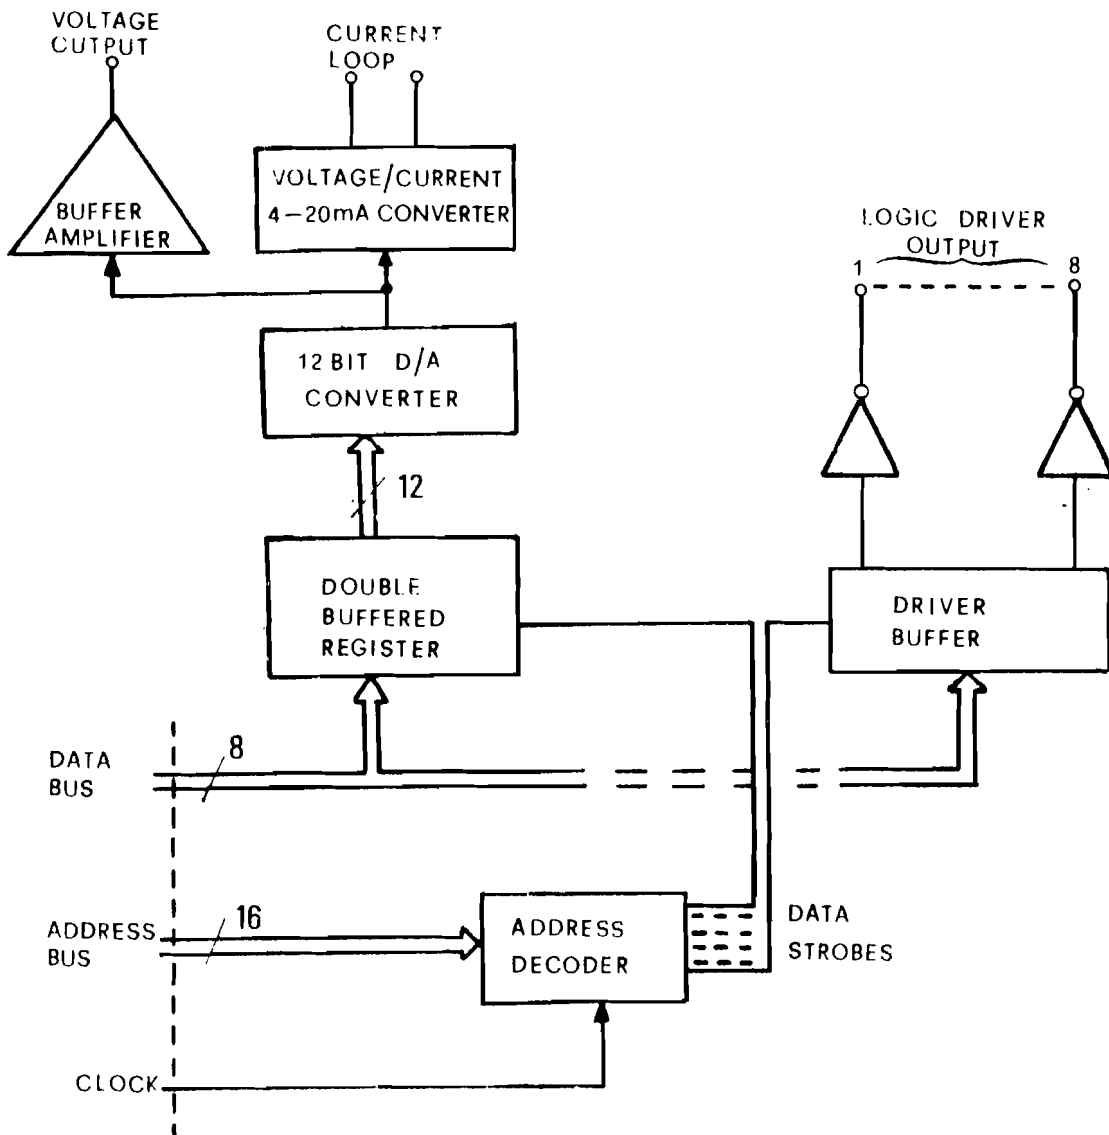 VOLTAGE
CUTPUT
CURRENT
LOOP
VOLTAGE/CURRENT
4-20mA CONVERTER
BUFFER
AMPLIFIER
LOGIC DRIVER
OUTPUT
1
8
12 BIT D/A
CONVERTER
12
DOUBLE
BUFFERED
REGISTER
DRIVER
BUFFER
DATA
BUS
8
ADDRESS
BUS
16
ADDRESS
DECODER
DATA
STROBES
CLOCK